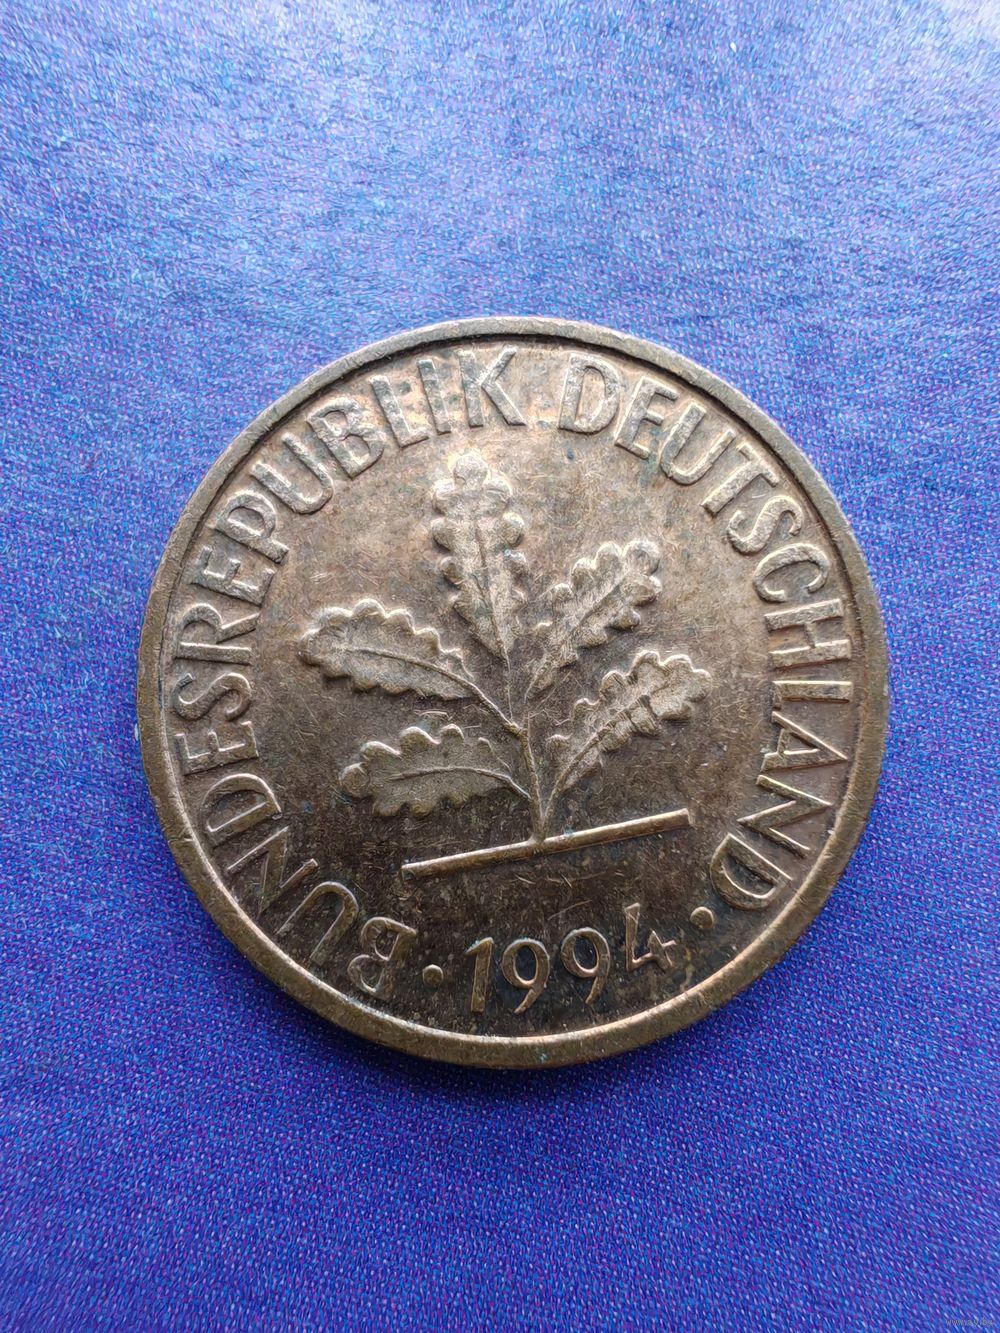 BUNDESREPUBLIK DEUTSCHLAND
· 1994 ·